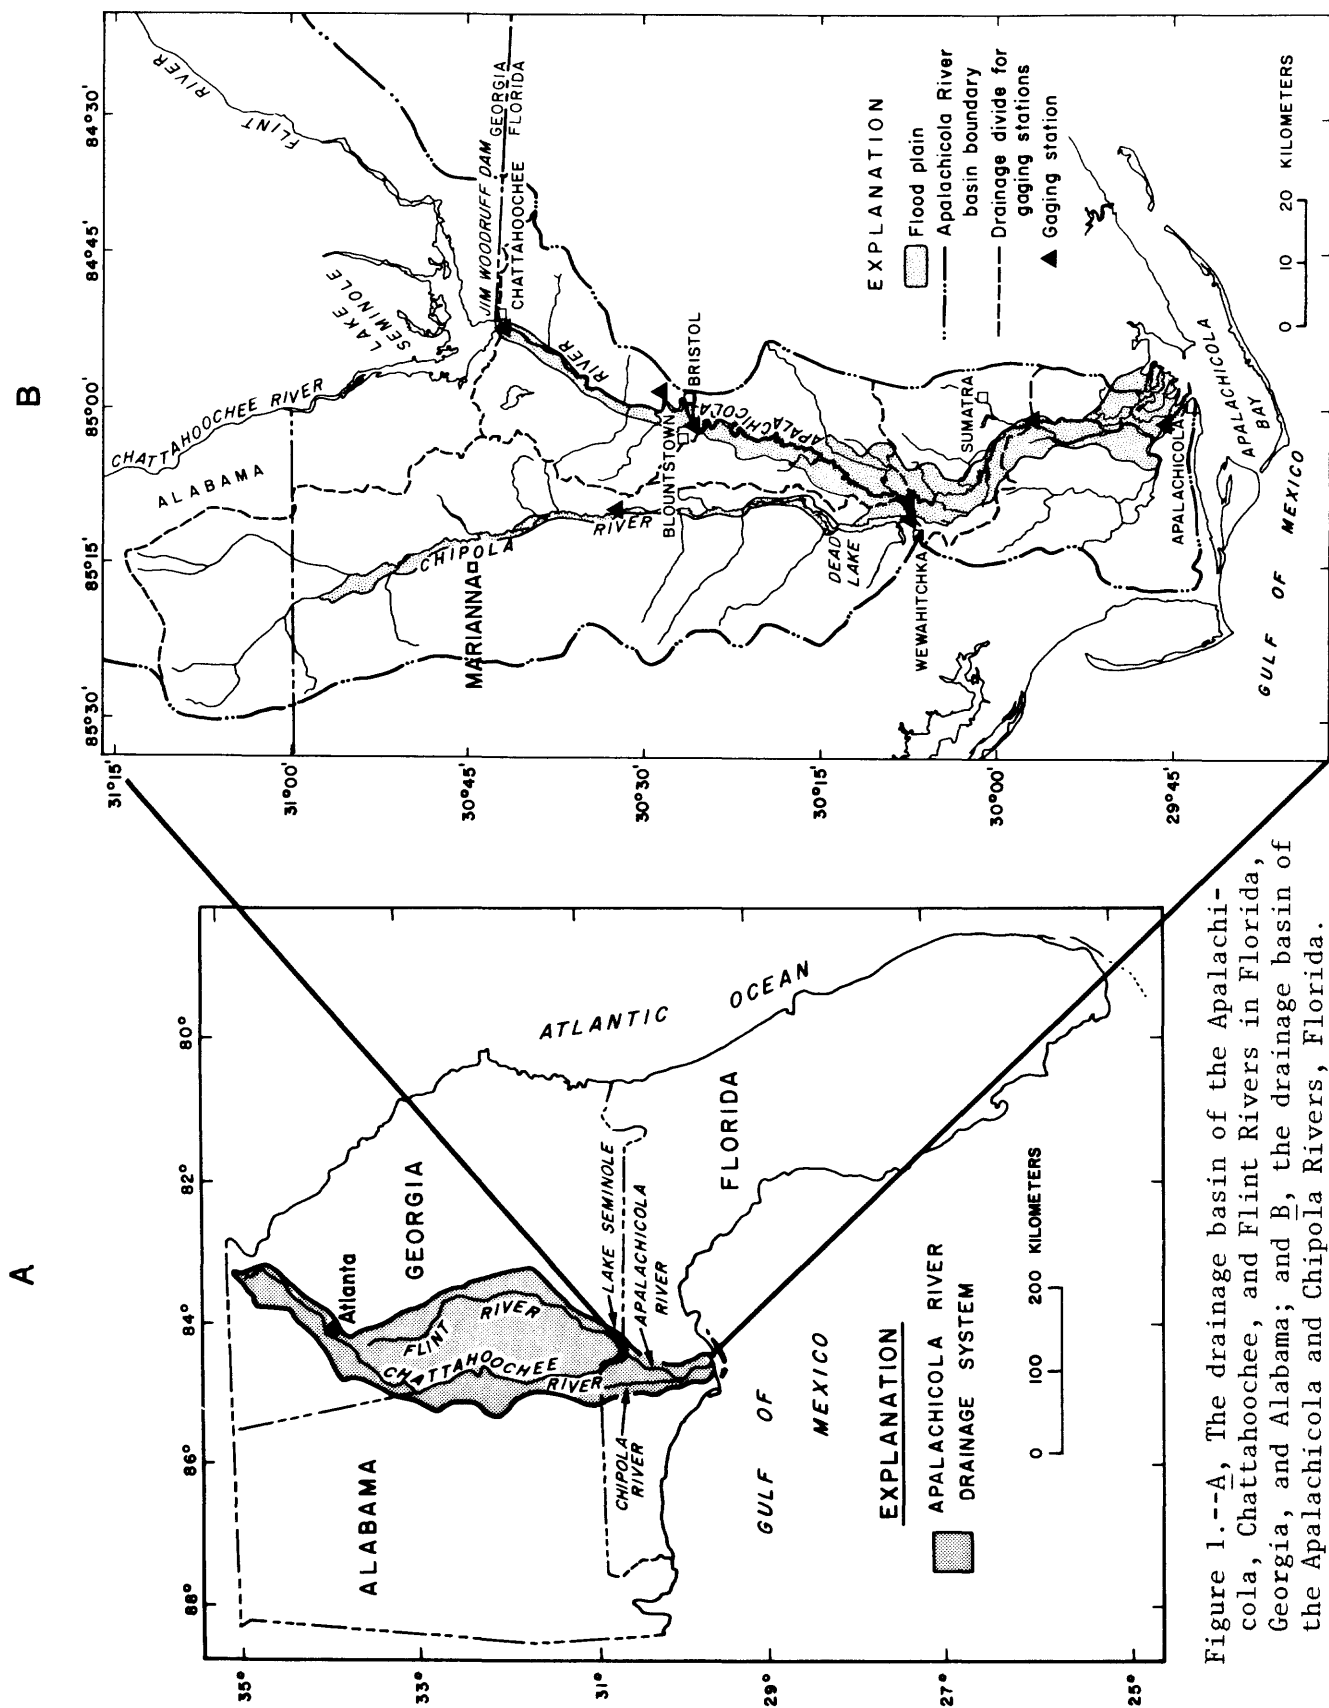 A
80°
82°
84°
86°
88°
35°
33°
31°
29°
27°
25°
ATLANTIC OCEAN
GEORGIA
Atlanta
FLINT RIVER
CHATTAHOOCHEE RIVER
ALABAMA
LAKE SEMINOLE
APALACHICOLA
RIVER
CHIPOLA
RIVER
FLORIDA
GULF OF
MEXICO
EXPLANATION
APALACHICOLA RIVER
DRAINAGE SYSTEM
0 100 200 KILOMETERS
B
85°30'
85°15'
85°00'
84°45'
84°30'
31°15'
31°00'
30°45'
30°30'
30°15'
30°00'
29°45'
FLINT RIVER
CHATTAHOOCHEE RIVER
ALABAMA
LAKE
SEMINOLE
JIM WOODRUFF DAM
GEORGIA
CHATTAHOOCHEE FLORIDA
CHIPOLA RIVER
MARIANNA
APALACHICOLA RIVER
BRISTOL
BLOUNTSTOWN
DEAD
LAKE
WEWAHITCHKA
SUMATRA
APALACHICOLA
APALACHICOLA
BAY
GULF OF MEXICO
EXPLANATION
Flood plain
Apalachicola River
basin boundary
Drainage divide for
gaging stations
Gaging station
0 10 20 KILOMETERS
Figure 1.--A, The drainage basin of the Apalachi-
cola, Chattahoochee, and Flint Rivers in Florida,
Georgia, and Alabama; and B, the drainage basin of
the Apalachicola and Chipola Rivers, Florida.